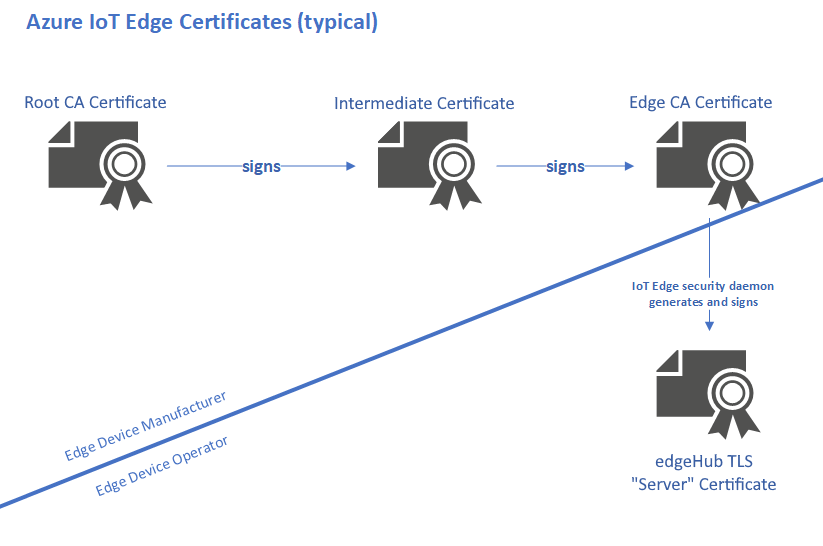 Azure IoT Edge Certificates (typical)
Root CA Certificate
Intermediate Certificate
Edge CA Certificate
signs
signs
IoT Edge security daemon
generates and signs
Edge Device Manufacturer
Edge Device Operator
edgeHub TLS
"Server" Certificate